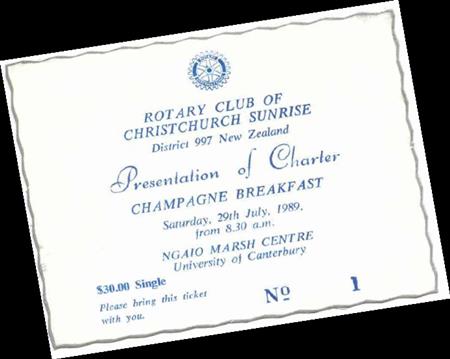 ROTARY CLUB OF
CHRISTCHURCH SUNRISE
District 997 New Zealand
Presentation of Charter
CHAMPAGNE BREAKFAST
Saturday, 29th July, 1989,
from 8.30 a.m.
NGAIO MARSH CENTRE
University of Canterbury
$30.00 Single
Please bring this ticket
with you.
No 1